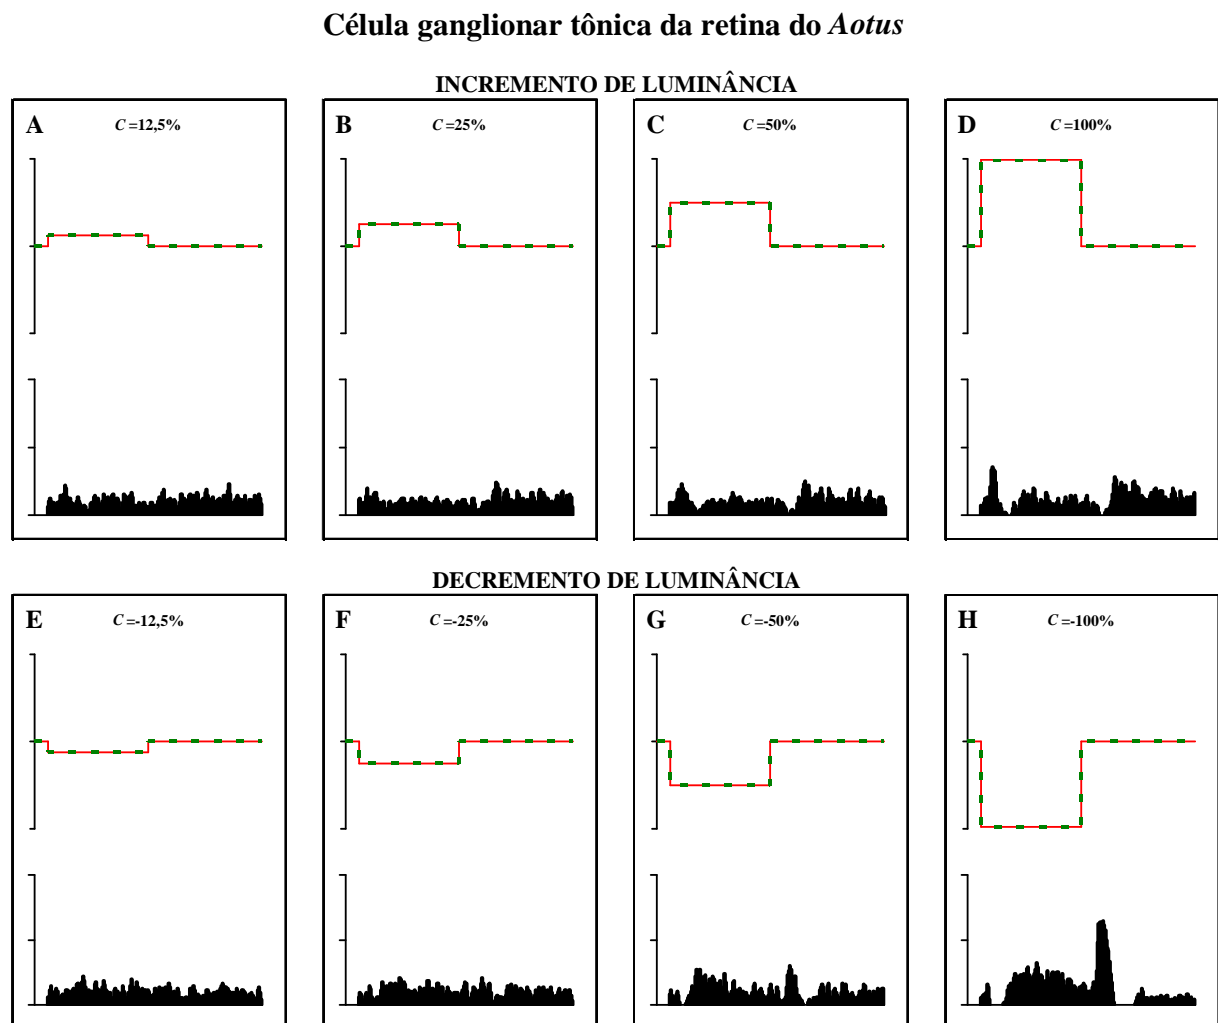 Célula ganglionar tônica da retina do Aotus
INCREMENTO DE LUMINÂNCIA
A C =12,5%
B C =25%
C C =50%
D C =100%
DECREMENTO DE LUMINÂNCIA
E C =-12,5%
F C =-25%
G C =-50%
H C =-100%